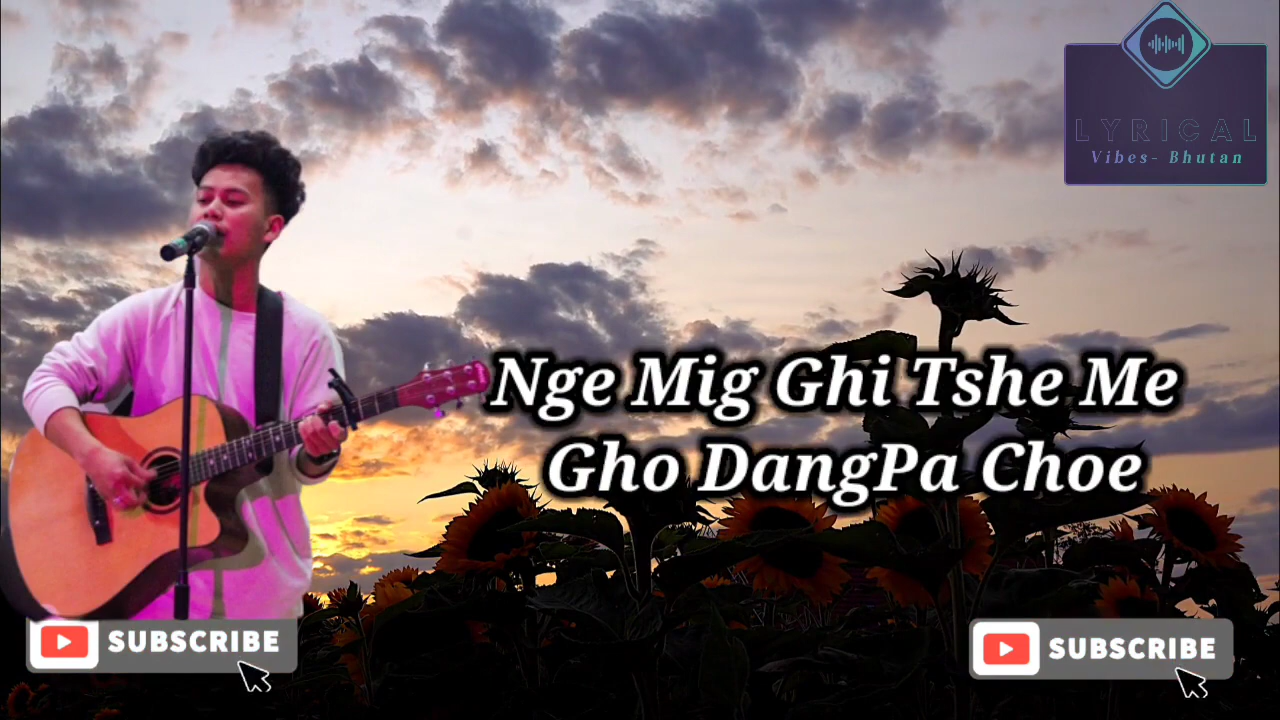 LYRICAL
Vibes- Bhutan
Nge Mig Ghi Tshe Me
Gho DangPa Choe
SUBSCRIBE
SUBSCRIBE